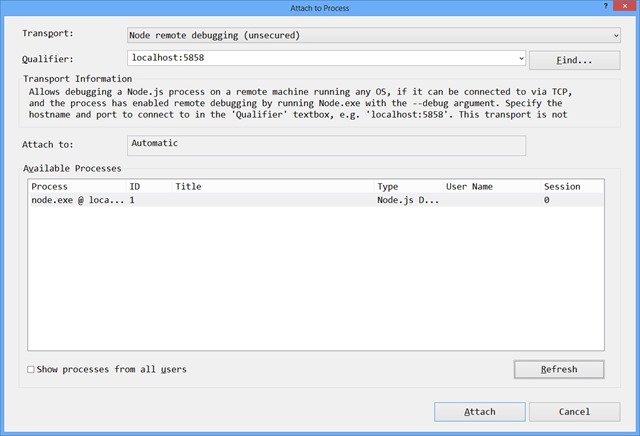 Attach to Process
? ×
Transport: Node remote debugging (unsecured)
Qualifier: localhost:5858 Find...
Transport Information
Allows debugging a Node.js process on a remote machine running any OS, if it can be connected to via TCP,
and the process has enabled remote debugging by running Node.exe with the --debug argument. Specify the
hostname and port to connect to in the 'Qualifier' textbox, e.g. 'localhost:5858'. This transport is not
Attach to: Automatic
Available Processes
Process ID Title Type User Name Session
node.exe @ loca... 1 Node.js D... 0
Show processes from all users Refresh
Attach Cancel